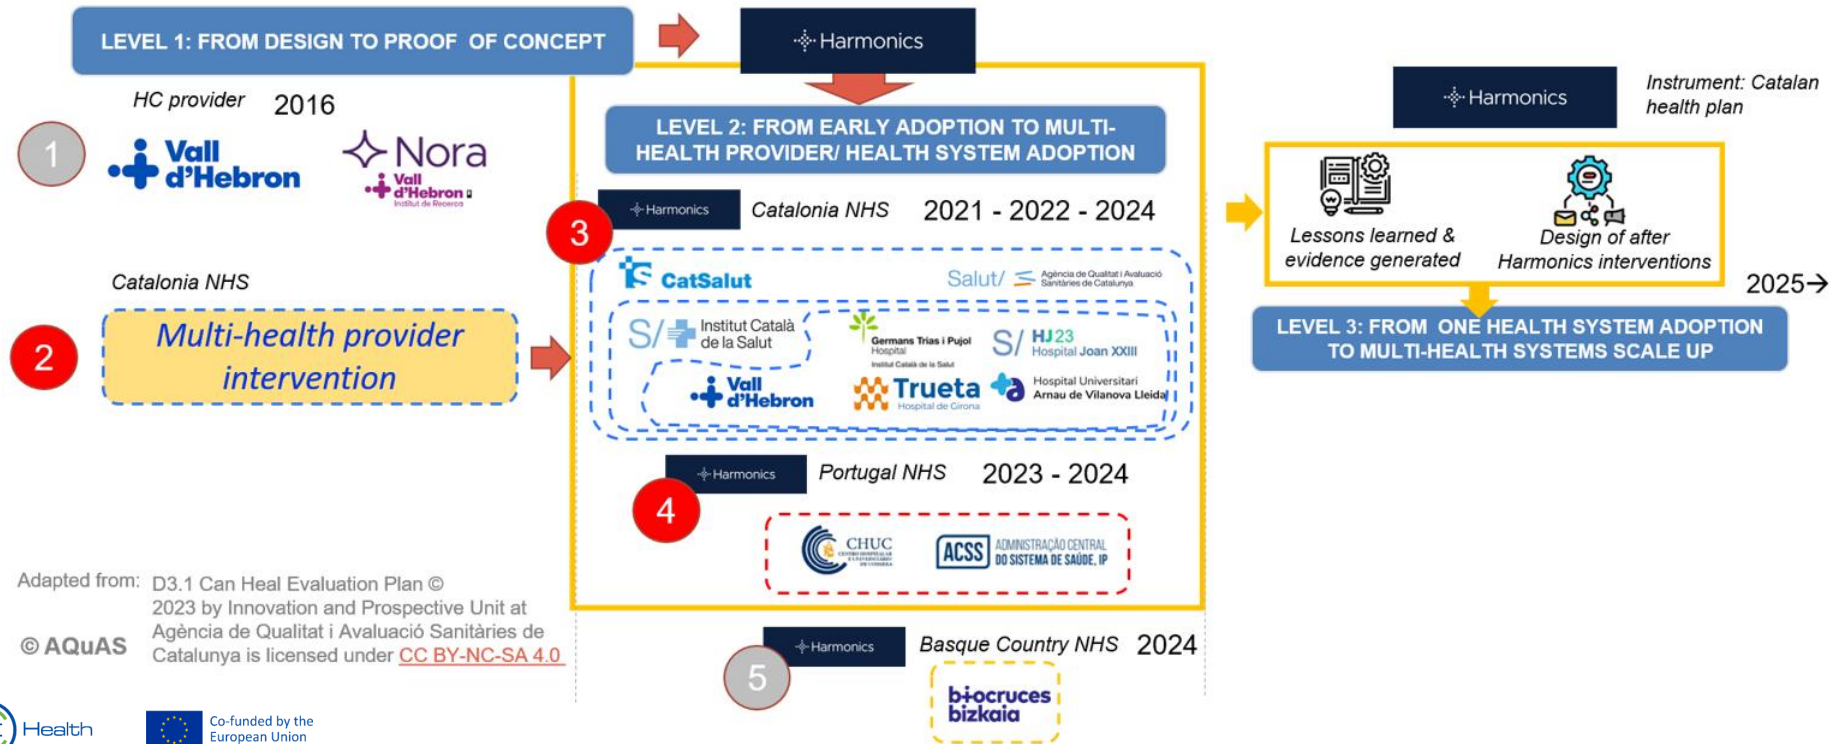 LEVEL 1: FROM DESIGN TO PROOF OF CONCEPT
Harmonics
HC provider 2016
1
Vall
d'Hebron
Nora
Vall
d'Hebron
Institut de Recerca
Catalonia NHS
2
Multi-health provider
intervention
LEVEL 2: FROM EARLY ADOPTION TO MULTI-
HEALTH PROVIDER/ HEALTH SYSTEM ADOPTION
3
Harmonics
Catalonia NHS 2021 - 2022 - 2024
CatSalut
Salut/
Agència de Qualitat i Avaluació
Sanitàries de Catalunya
S/
Institut Català
de la Salut
Germans Trias i Pujol
Hospital
Institut Català de la Salut
S/
HJ23
Hospital Joan XXIII
Vall
d'Hebron
Trueta
Hospital de Girona
Hospital Universitari
Arnau de Vilanova Lleida
Harmonics
Portugal NHS 2023 - 2024
4
CHUC
CENTRO HOSPITALAR
E UNIVERSITÁRIO
DE COIMBRA
ACSS
ADMINISTRAÇÃO CENTRAL
DO SISTEMA DE SAÚDE, IP
Harmonics
Basque Country NHS 2024
5
biocruces
bizkaia
Harmonics
Instrument: Catalan
health plan
Lessons learned &
evidence generated
Design of after
Harmonics interventions
2025→
LEVEL 3: FROM ONE HEALTH SYSTEM ADOPTION
TO MULTI-HEALTH SYSTEMS SCALE UP
Adapted from:
D3.1 Can Heal Evaluation Plan ©
2023 by Innovation and Prospective Unit at
Agència de Qualitat i Avaluació Sanitàries de
Catalunya is licensed under CC BY-NC-SA 4.0
© AQuAS
Health
Co-funded by the
European Union